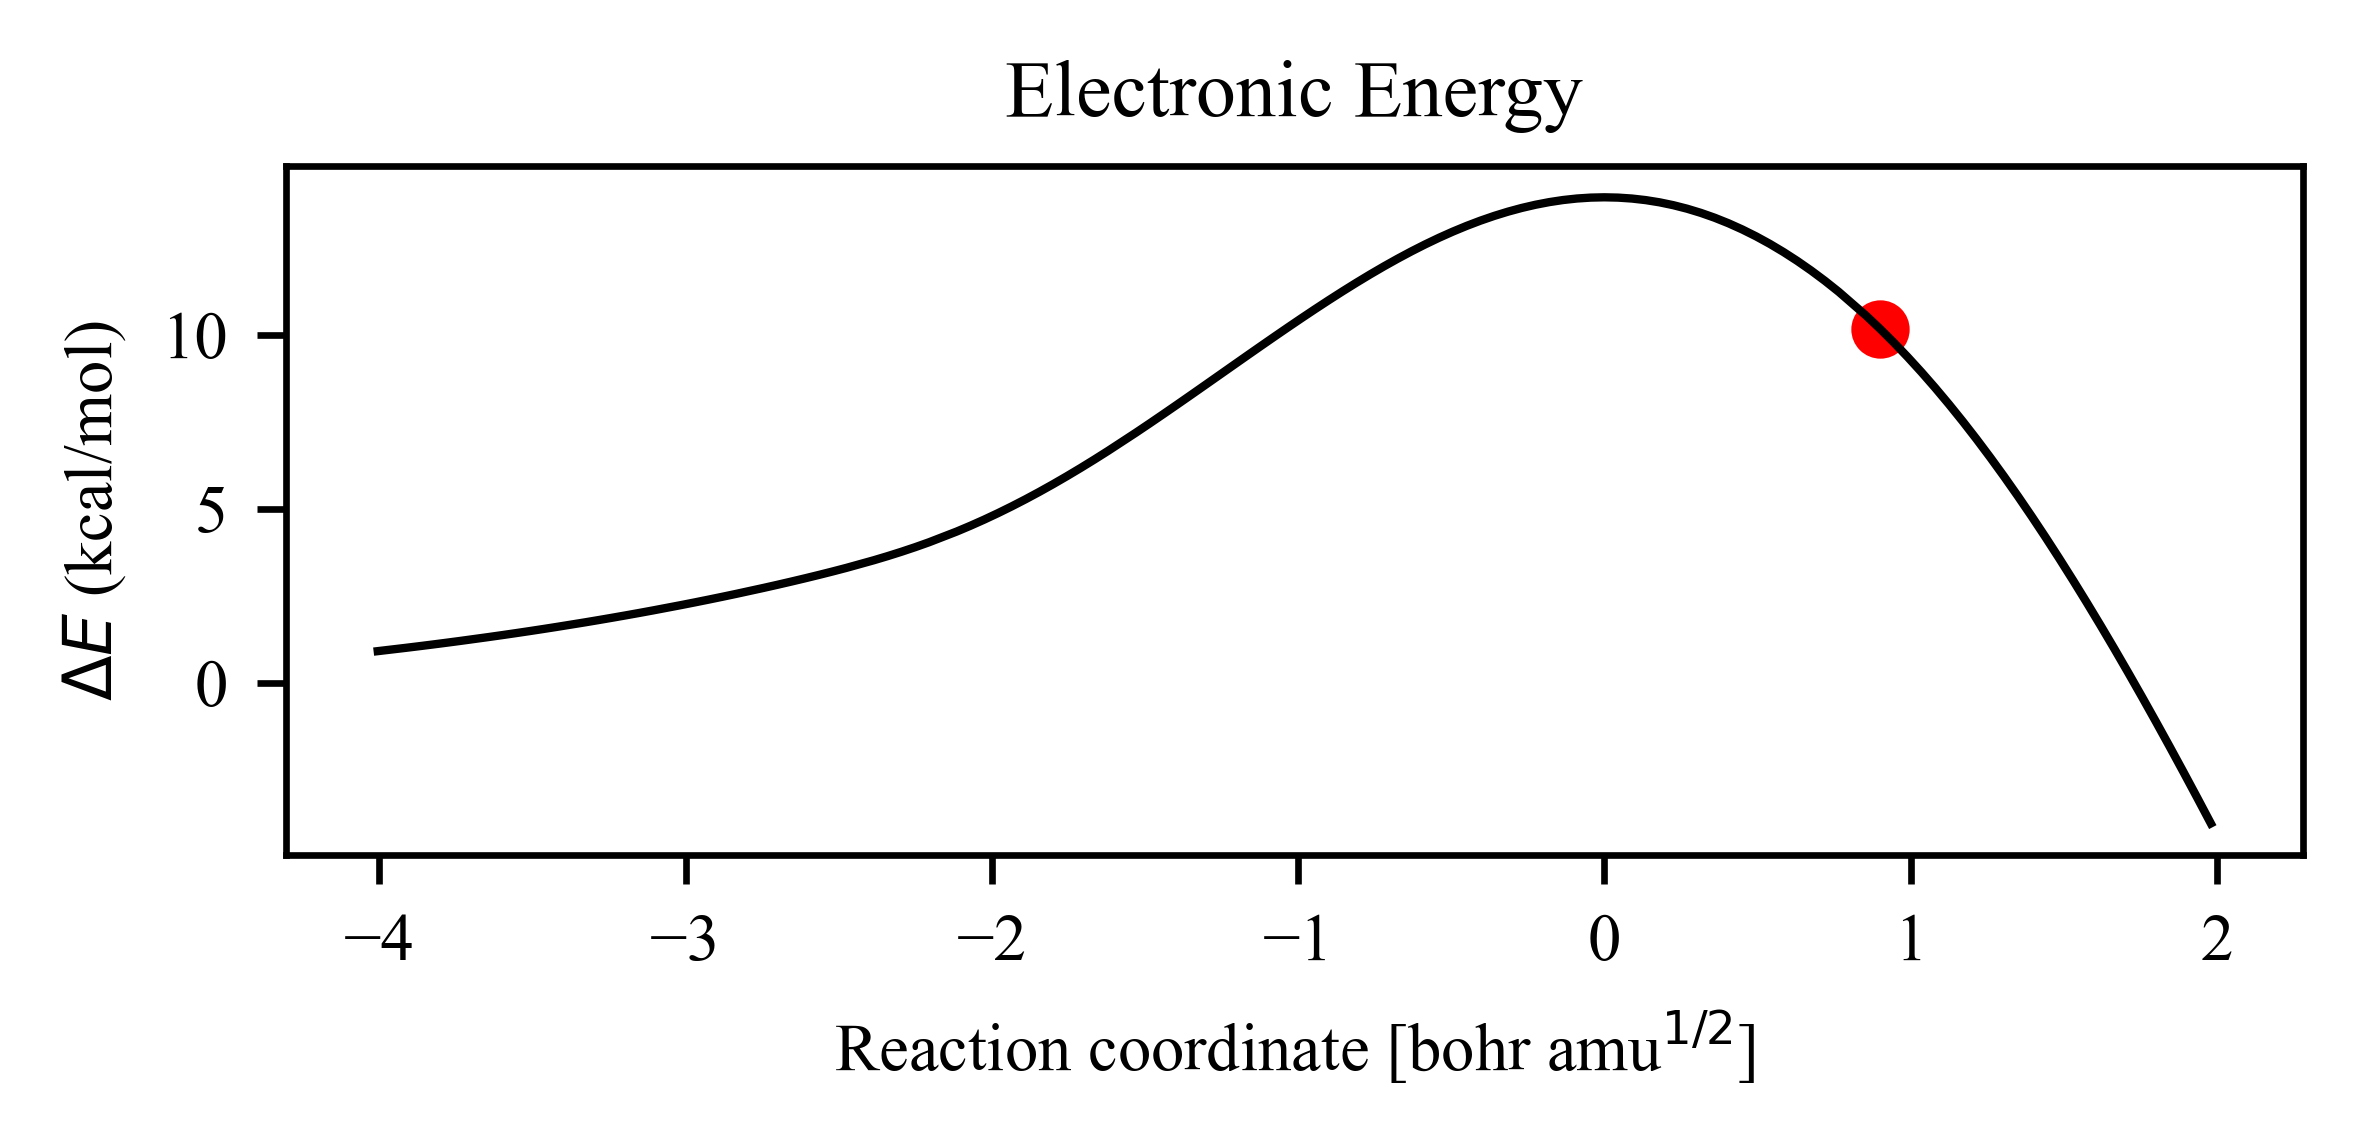 Electronic Energy
ΔE (kcal/mol)
10
5
0
−4 −3 −2 −1 0 1 2
Reaction coordinate [bohr amu^{1/2}]